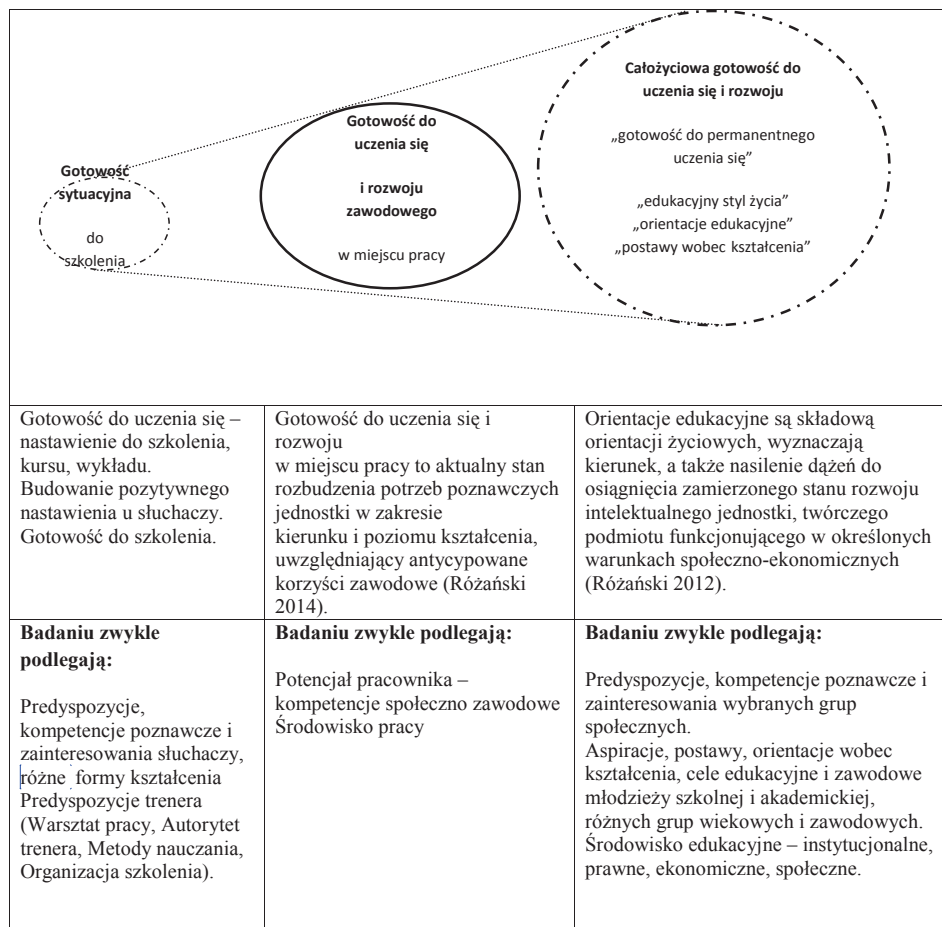 Gotowość
sytuacyjna
do
szkolenia
Gotowość do
uczenia się
i rozwoju
zawodowego
w miejscu pracy
Całożyciowa gotowość do
uczenia się i rozwoju
„gotowość do permanentnego
uczenia się”
„edukacyjny styl życia”
„orientacje edukacyjne”
„postawy wobec kształcenia”
Gotowość do uczenia się –
nastawienie do szkolenia,
kursu, wykładu.
Budowanie pozytywnego
nastawienia u słuchaczy.
Gotowość do szkolenia.
Gotowość do uczenia się i
rozwoju
w miejscu pracy to aktualny stan
rozbudzenia potrzeb poznawczych
jednostki w zakresie
kierunku i poziomu kształcenia,
uwzględniający antycypowane
korzyści zawodowe (Różański
2014).
Orientacje edukacyjne są składową
orientacji życiowych, wyznaczają
kierunek, a także nasilenie dążeń do
osiągnięcia zamierzonego stanu rozwoju
intelektualnego jednostki, twórczego
podmiotu funkcjonującego w określonych
warunkach społeczno-ekonomicznych
(Różański 2012).
Badaniu zwykle
podlegają:
Predyspozycje,
kompetencje poznawcze i
zainteresowania słuchaczy,
różne formy kształcenia
Predyspozycje trenera
(Warsztat pracy, Autorytet
trenera, Metody nauczania,
Organizacja szkolenia).
Badaniu zwykle podlegają:
Potencjał pracownika –
kompetencje społeczno zawodowe
Środowisko pracy
Badaniu zwykle podlegają:
Predyspozycje, kompetencje poznawcze i
zainteresowania wybranych grup
społecznych.
Aspiracje, postawy, orientacje wobec
kształcenia, cele edukacyjne i zawodowe
młodzieży szkolnej i akademickiej,
różnych grup wiekowych i zawodowych.
Środowisko edukacyjne – instytucjonalne,
prawne, ekonomiczne, społeczne.